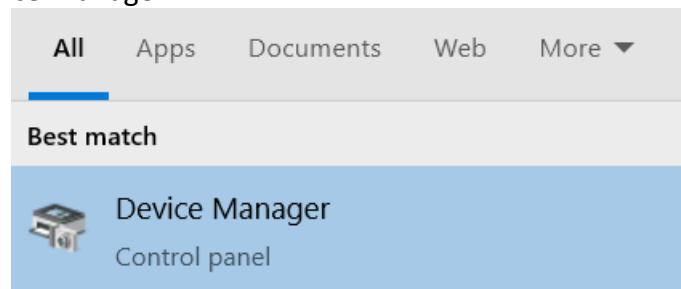 All Apps Documents Web More
Best match
Device Manager
Control panel